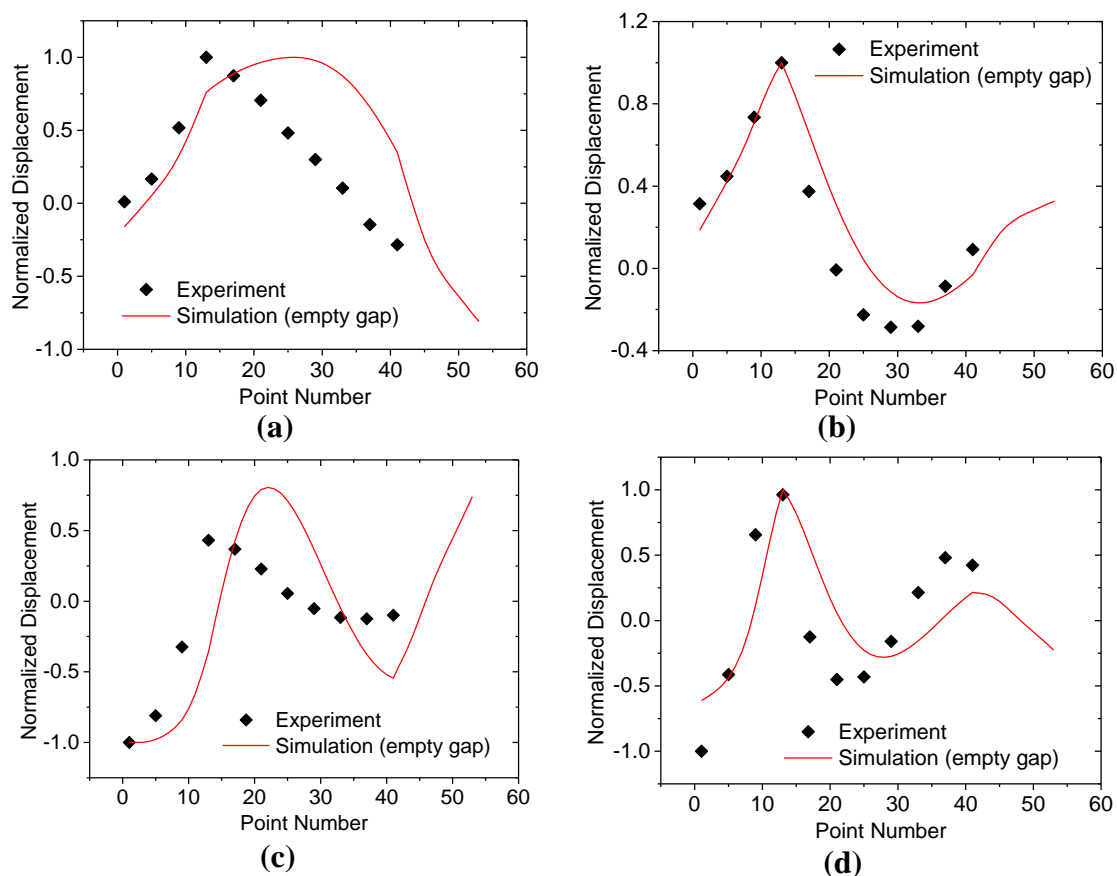 1.0
0.5
0.0
-0.5
-1.0
Normalized Displacement
Experiment
Simulation (empty gap)
0 10 20 30 40 50 60
Point Number
(a)
1.2
0.8
0.4
0.0
-0.4
Normalized Displacement
Experiment
Simulation (empty gap)
0 10 20 30 40 50 60
Point Number
(b)
1.0
0.5
0.0
-0.5
-1.0
Normalized Displacement
Experiment
Simulation (empty gap)
0 10 20 30 40 50 60
Point Number
(c)
1.0
0.5
0.0
-0.5
-1.0
Normalized Displacement
Experiment
Simulation (empty gap)
0 10 20 30 40 50 60
Point Number
(d)